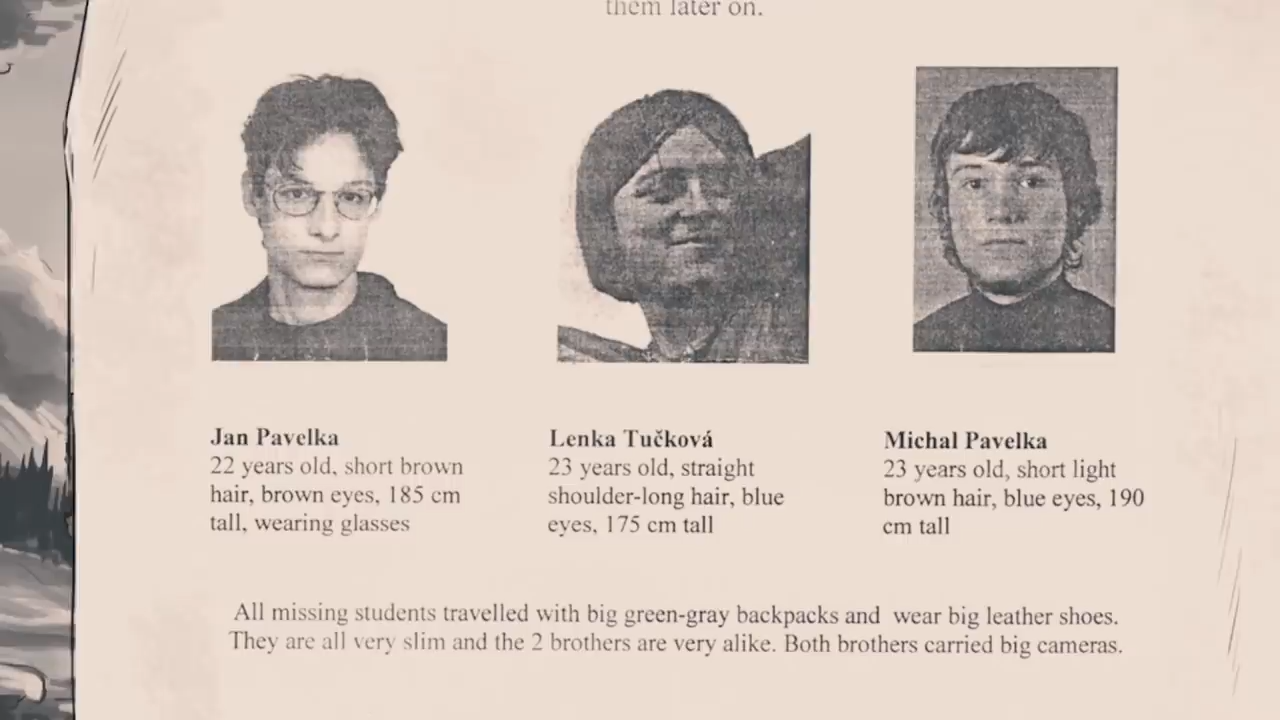 them later on.
Jan Pavelka
22 years old, short brown
hair, brown eyes, 185 cm
tall, wearing glasses
Lenka Tučková
23 years old, straight
shoulder-long hair, blue
eyes, 175 cm tall
Michal Pavelka
23 years old, short light
brown hair, blue eyes, 190
cm tall
All missing students travelled with big green-gray backpacks and wear big leather shoes.
They are all very slim and the 2 brothers are very alike. Both brothers carried big cameras.